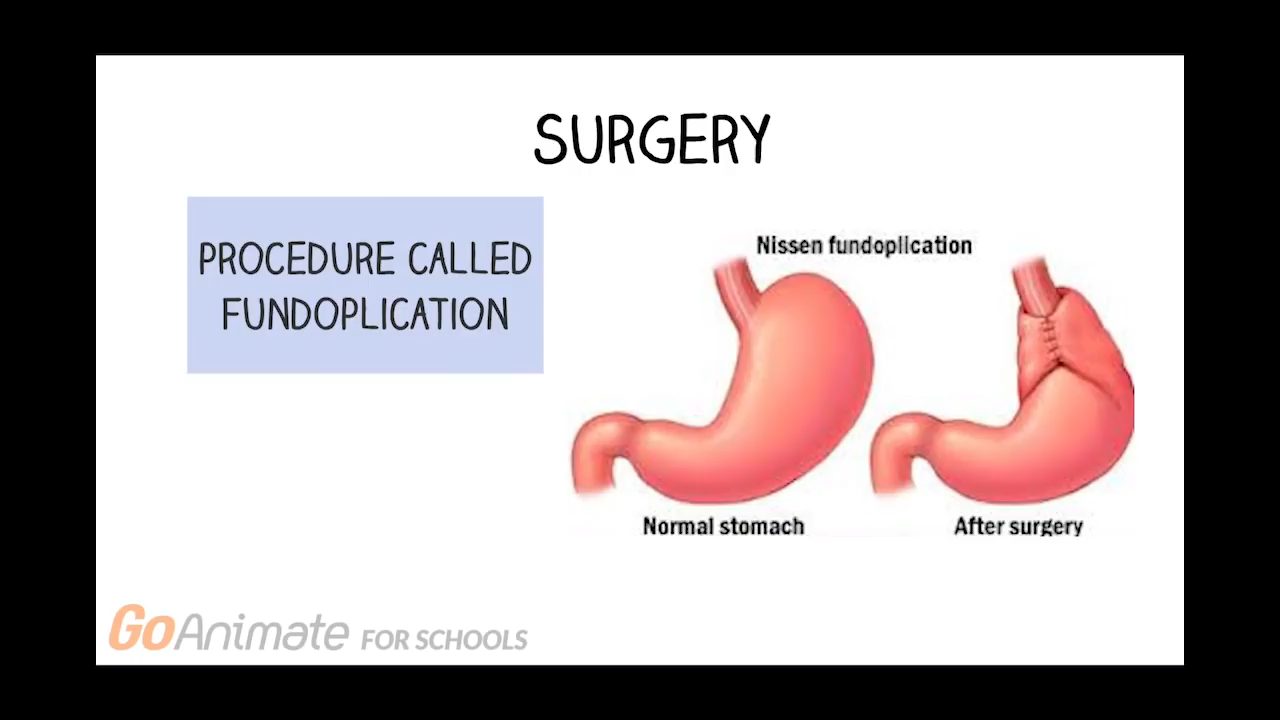 SURGERY
PROCEDURE CALLED
FUNDOPLICATION
Nissen fundoplication
Normal stomach
After surgery
GoAnimate FOR SCHOOLS